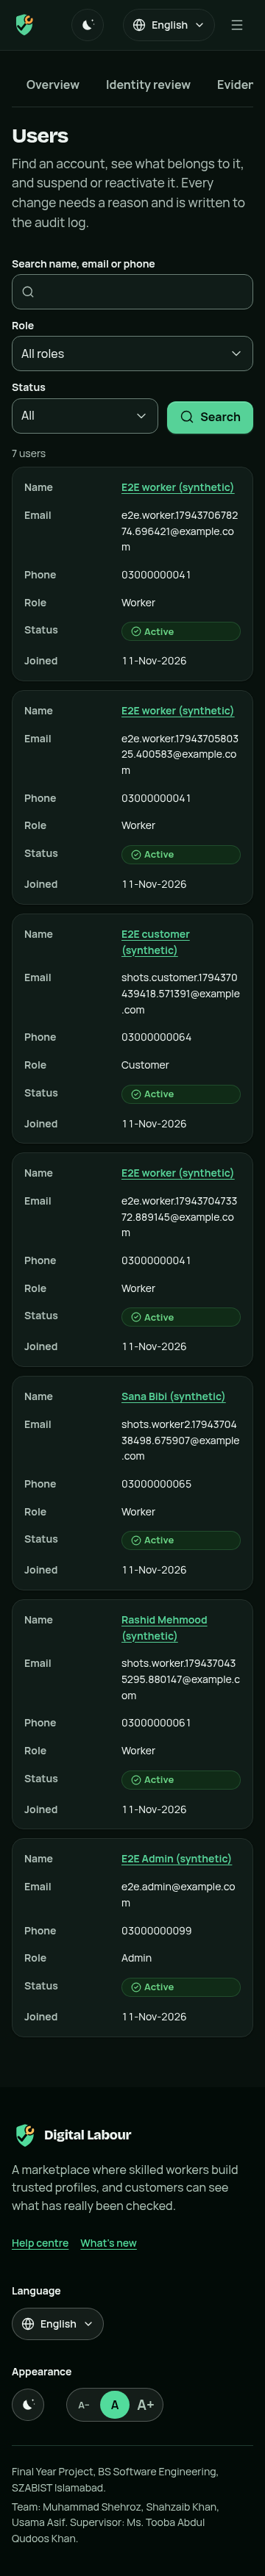 English
Overview Identity review Eviden
Users
Find an account, see what belongs to it,
and suspend or reactivate it. Every
change needs a reason and is written to
the audit log.
Search name, email or phone
Role
All roles
Status
All
Search
7 users
Name E2E worker (synthetic)
Email e2e.worker.17943706782
74.696421@example.co
m
Phone 03000000041
Role Worker
Status Active
Joined 11-Nov-2026
Name E2E worker (synthetic)
Email e2e.worker.17943705803
25.400583@example.co
m
Phone 03000000041
Role Worker
Status Active
Joined 11-Nov-2026
Name E2E customer
(synthetic)
Email shots.customer.1794370
439418.571391@example
.com
Phone 03000000064
Role Customer
Status Active
Joined 11-Nov-2026
Name E2E worker (synthetic)
Email e2e.worker.17943704733
72.889145@example.co
m
Phone 03000000041
Role Worker
Status Active
Joined 11-Nov-2026
Name Sana Bibi (synthetic)
Email shots.worker2.17943704
38498.675907@example
.com
Phone 03000000065
Role Worker
Status Active
Joined 11-Nov-2026
Name Rashid Mehmood
(synthetic)
Email shots.worker.179437043
5295.880147@example.c
om
Phone 03000000061
Role Worker
Status Active
Joined 11-Nov-2026
Name E2E Admin (synthetic)
Email e2e.admin@example.co
m
Phone 03000000099
Role Admin
Status Active
Joined 11-Nov-2026
Digital Labour
A marketplace where skilled workers build
trusted profiles, and customers can see
what has really been checked.
Help centre What's new
Language
English
Appearance
A− A A+
Final Year Project, BS Software Engineering,
SZABIST Islamabad.
Team: Muhammad Shehroz, Shahzaib Khan,
Usama Asif. Supervisor: Ms. Tooba Abdul
Qudoos Khan.